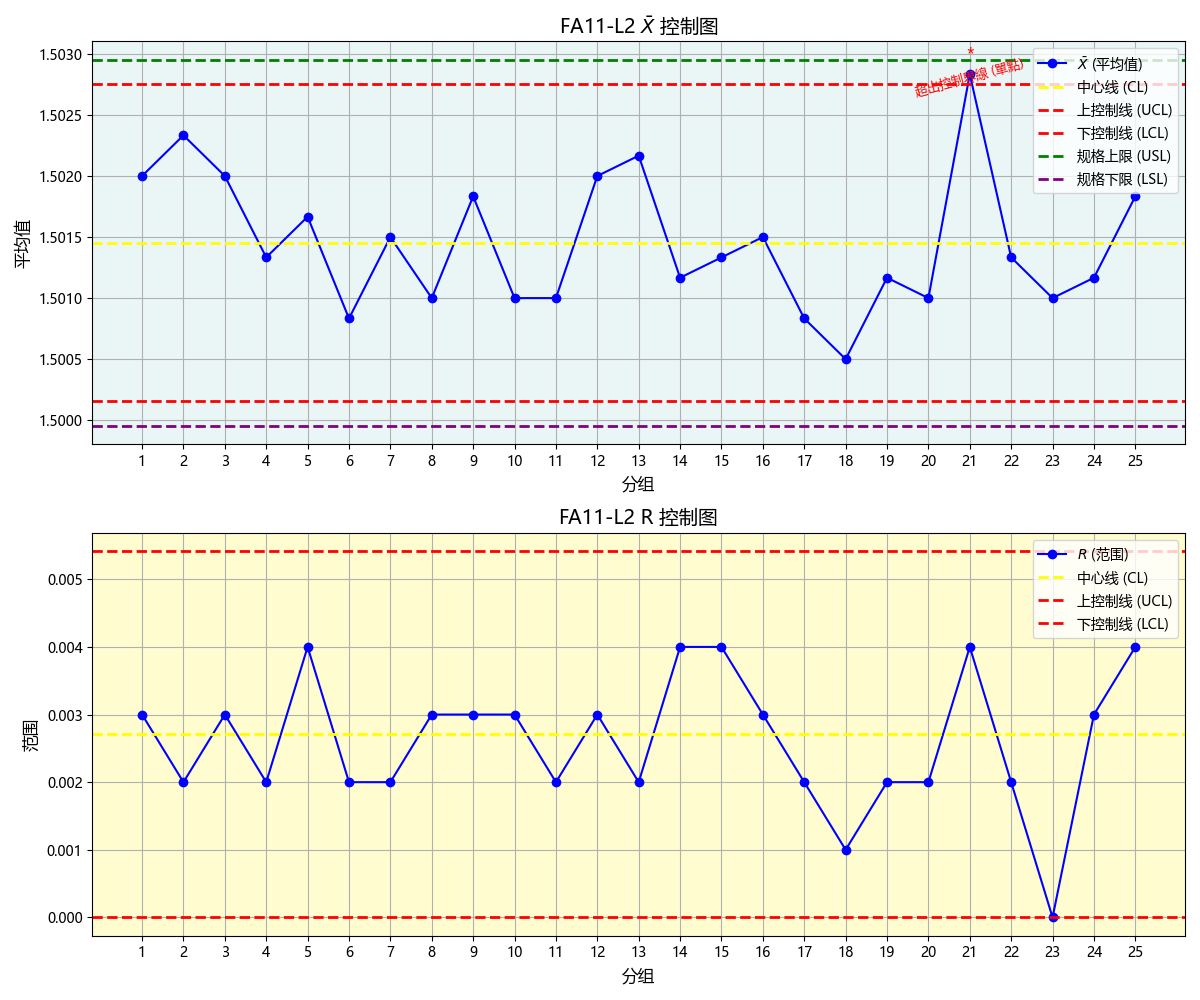 FA11-L2 X̄ 控制图
1.5030
1.5025
1.5020
1.5015
1.5010
1.5005
1.5000
平均值
*
超出控制界線 (單點)
X̄ (平均值)
中心线 (CL)
上控制线 (UCL)
下控制线 (LCL)
规格上限 (USL)
规格下限 (LSL)
1 2 3 4 5 6 7 8 9 10 11 12 13 14 15 16 17 18 19 20 21 22 23 24 25
分组
FA11-L2 R 控制图
0.005
0.004
0.003
0.002
0.001
0.000
范围
R (范围)
中心线 (CL)
上控制线 (UCL)
下控制线 (LCL)
1 2 3 4 5 6 7 8 9 10 11 12 13 14 15 16 17 18 19 20 21 22 23 24 25
分组